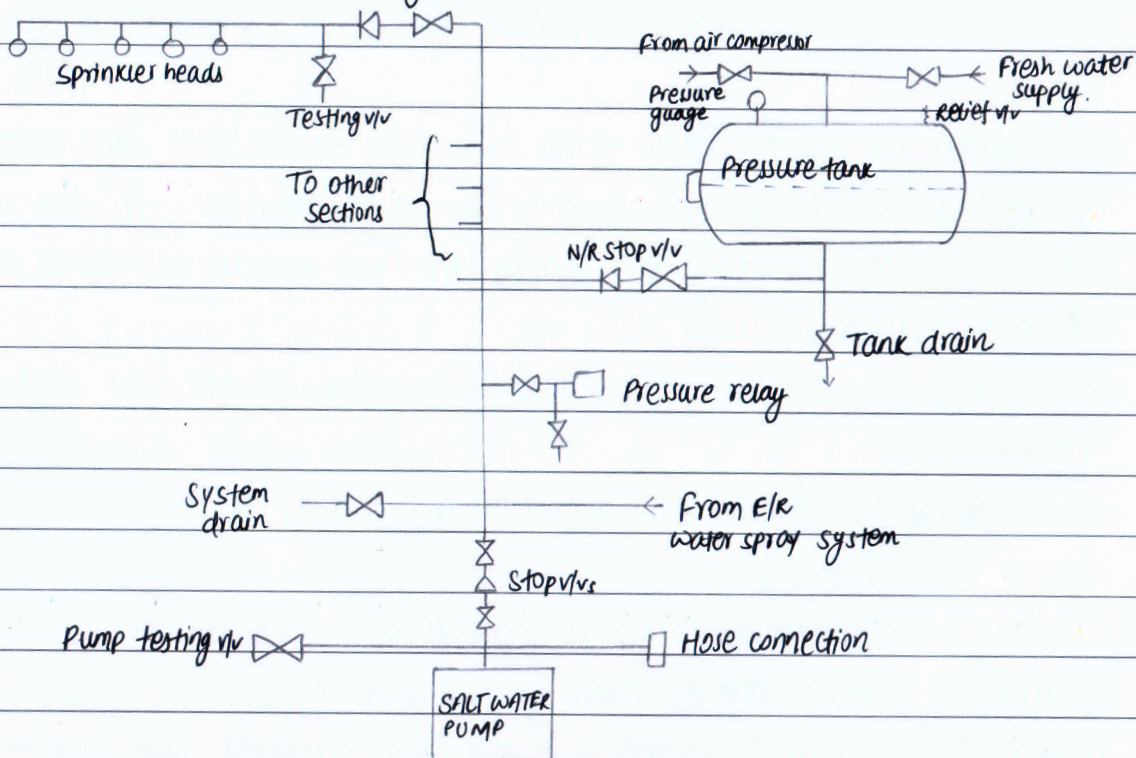 From air compressor
Fresh water
supply.
Sprinkler heads
Pressure
guage
Relief v/v
Testing v/v
Pressure tank
To other
sections
N/R Stop v/v
Tank drain
Pressure relay
System
drain
From E/R
water spray system
Stop v/vs
Pump testing v/v
Hose connection
SALT WATER
PUMP